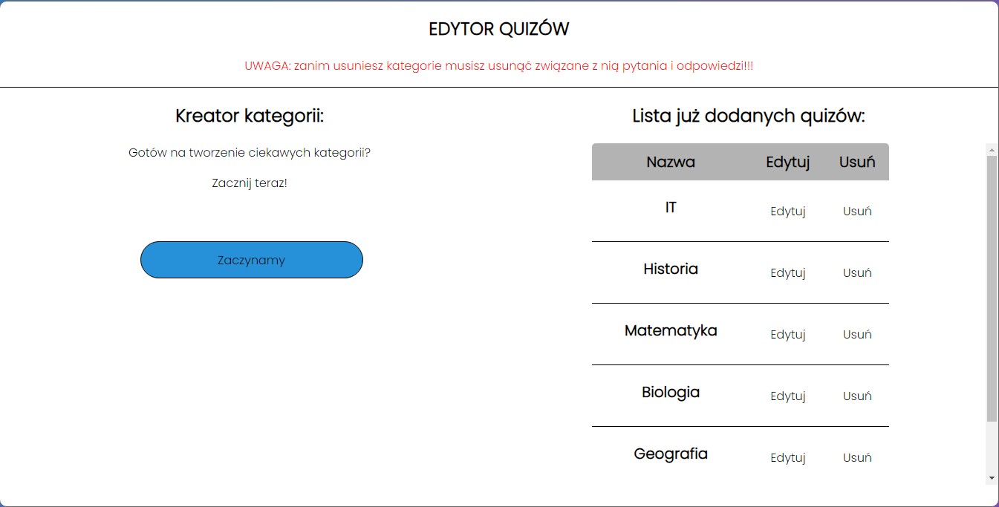 EDYTOR QUIZÓW
UWAGA: zanim usuniesz kategorie musisz usunąć związane z nią pytania i odpowiedzi!!!
Kreator kategorii:
Gotów na tworzenie ciekawych kategorii?
Zacznij teraz!
Zaczynamy
Lista już dodanych quizów:
Nazwa Edytuj Usuń
IT Edytuj Usuń
Historia Edytuj Usuń
Matematyka Edytuj Usuń
Biologia Edytuj Usuń
Geografia Edytuj Usuń